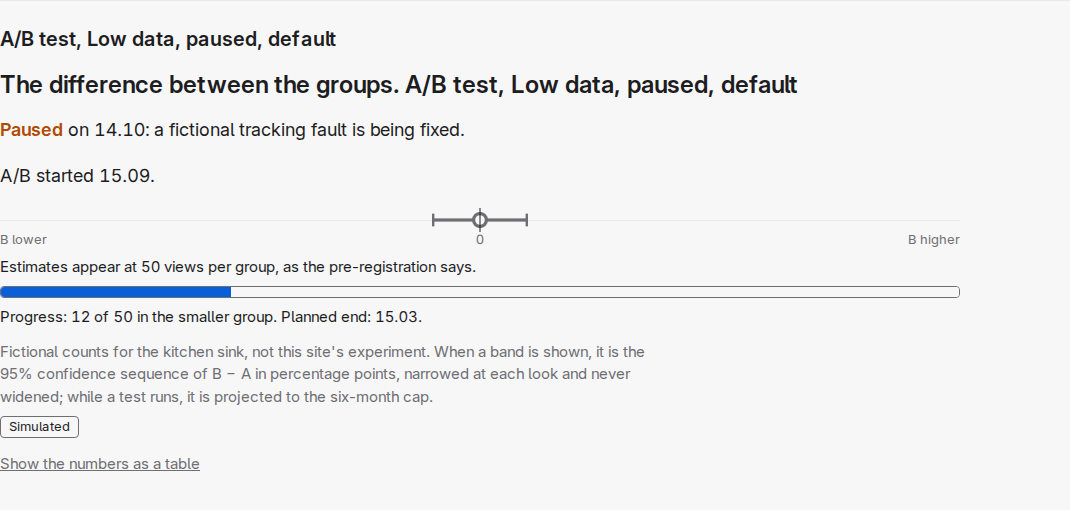 A/B test, Low data, paused, default
The difference between the groups. A/B test, Low data, paused, default
Paused on 14.10: a fictional tracking fault is being fixed.
A/B started 15.09.
B lower
0
B higher
Estimates appear at 50 views per group, as the pre-registration says.
Progress: 12 of 50 in the smaller group. Planned end: 15.03.
Fictional counts for the kitchen sink, not this site's experiment. When a band is shown, it is the
95% confidence sequence of B − A in percentage points, narrowed at each look and never
widened; while a test runs, it is projected to the six-month cap.
Simulated
Show the numbers as a table